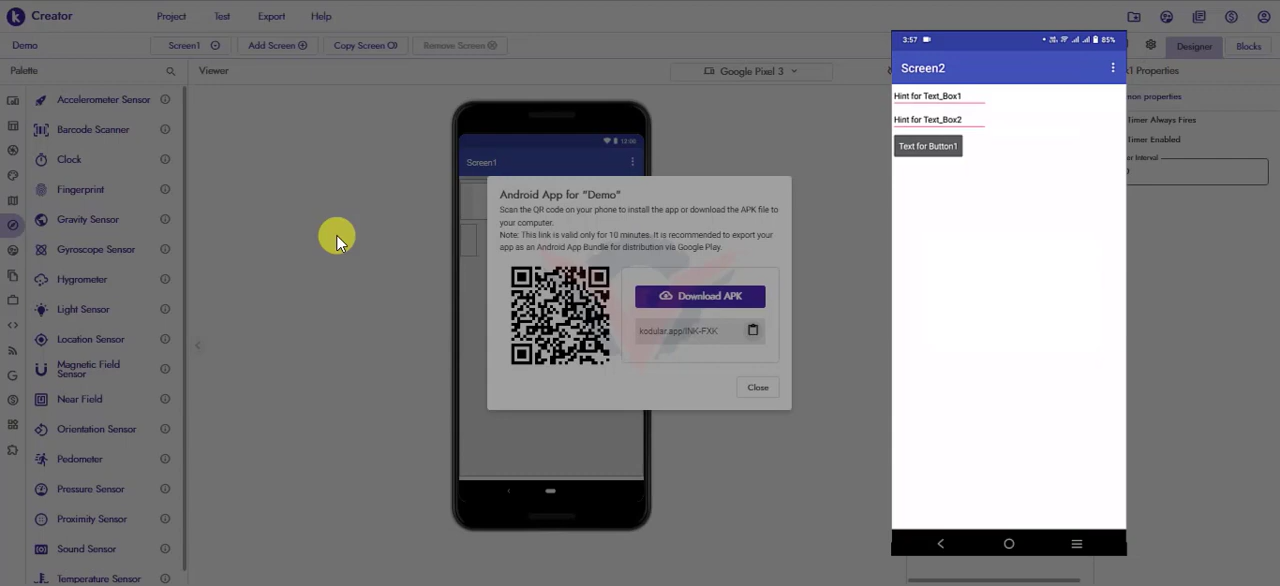 Creator
Project
Test
Export
Help
Demo
Screen1
Add Screen
Copy Screen
Remove Screen
Designer
Blocks
Palette
Viewer
Google Pixel 3
Properties
Accelerometer Sensor
Barcode Scanner
Clock
Fingerprint
Gravity Sensor
Gyroscope Sensor
Hygrometer
Light Sensor
Location Sensor
Magnetic Field
Sensor
Near Field
Orientation Sensor
Pedometer
Pressure Sensor
Proximity Sensor
Sound Sensor
Temperature Sensor
Screen1
Android App for "Demo"
Scan the QR code on your phone to install the app or download the APK file to
your computer.
Note: This link is valid only for 10 minutes. It is recommended to export your
app as an Android App Bundle for distribution via Google Play.
Download APK
Close
3:57
85%
Screen2
Hint for Text_Box1
Hint for Text_Box2
Text for Button1
properties
Timer Always Fires
Timer Enabled
Interval